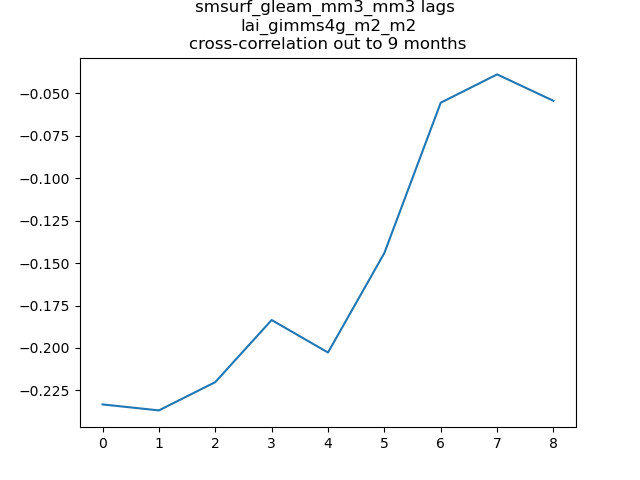 smsurf_gleam_mm3_mm3 lags
lai_gimms4g_m2_m2
cross-correlation out to 9 months
−0.050
−0.075
−0.100
−0.125
−0.150
−0.175
−0.200
−0.225
0 1 2 3 4 5 6 7 8